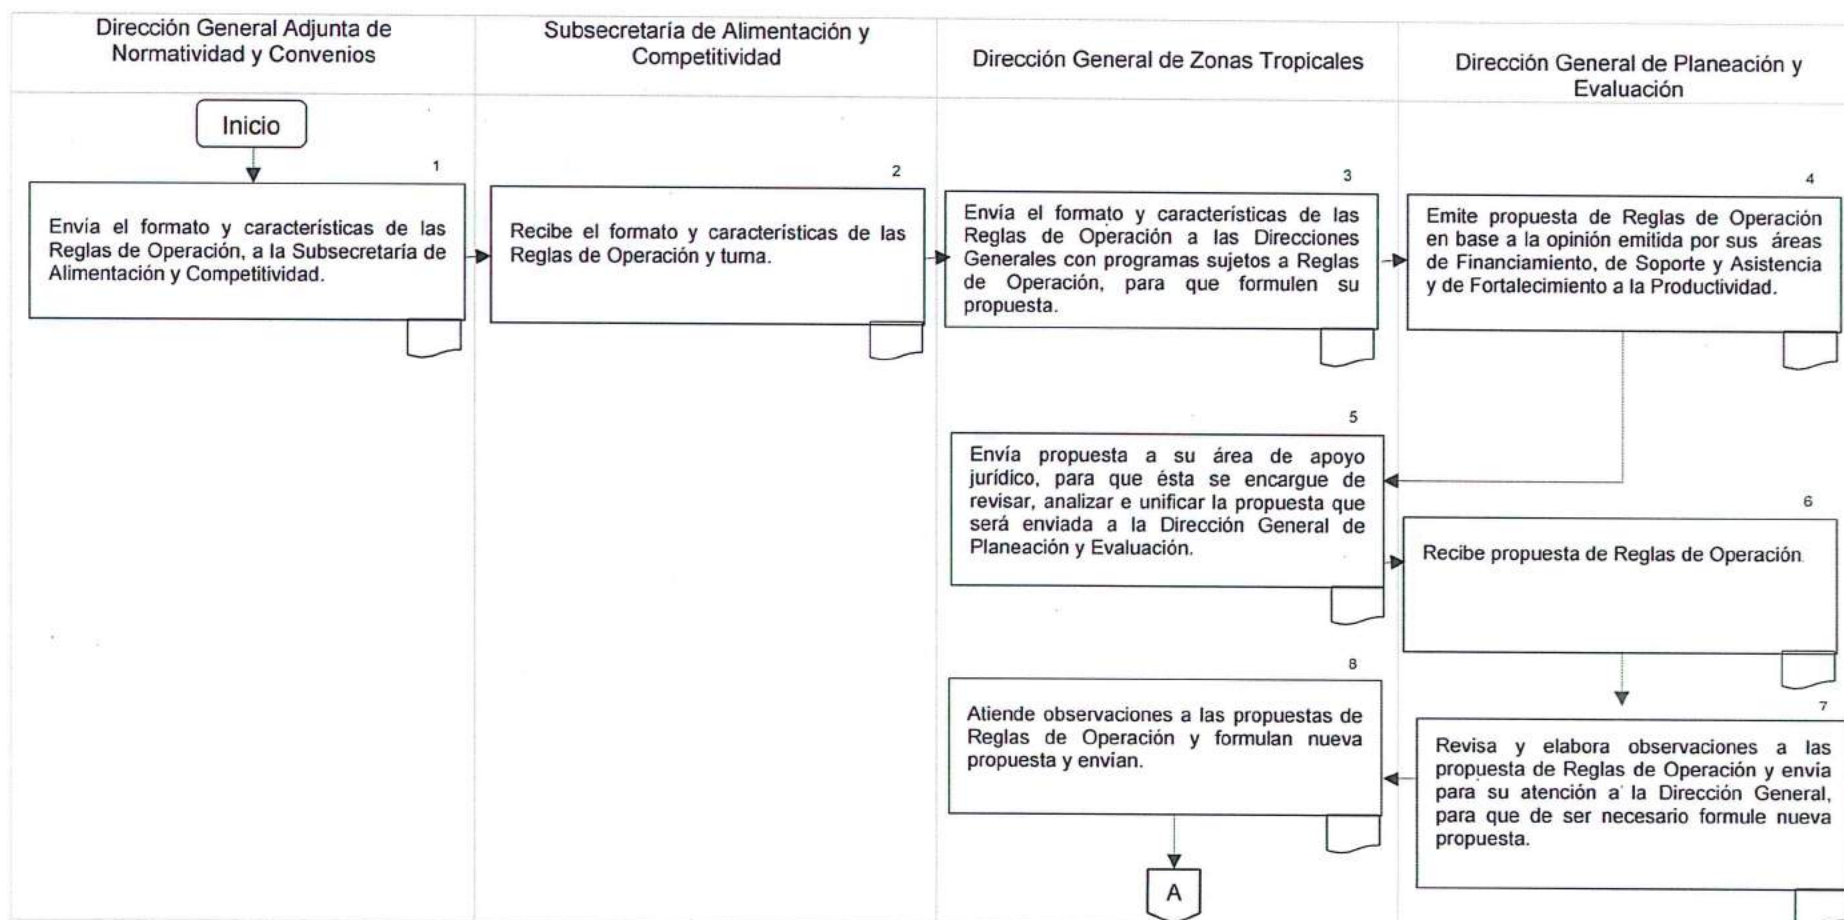 Dirección General Adjunta de
Normatividad y Convenios
Subsecretaría de Alimentación y
Competitividad
Dirección General de Zonas Tropicales
Dirección General de Planeación y
Evaluación
Inicio
1
Envía el formato y características de las
Reglas de Operación, a la Subsecretaría de
Alimentación y Competitividad.
2
Recibe el formato y características de las
Reglas de Operación y turna.
3
Envía el formato y características de las
Reglas de Operación a las Direcciones
Generales con programas sujetos a Reglas
de Operación, para que formulen su
propuesta.
4
Emite propuesta de Reglas de Operación
en base a la opinión emitida por sus áreas
de Financiamiento, de Soporte y Asistencia
y de Fortalecimiento a la Productividad.
5
Envía propuesta a su área de apoyo
jurídico, para que ésta se encargue de
revisar, analizar e unificar la propuesta que
será enviada a la Dirección General de
Planeación y Evaluación.
6
Recibe propuesta de Reglas de Operación.
7
Revisa y elabora observaciones a las
propuesta de Reglas de Operación y envia
para su atención a la Dirección General,
para que de ser necesario formule nueva
propuesta.
8
Atiende observaciones a las propuestas de
Reglas de Operación y formulan nueva
propuesta y envían.
A